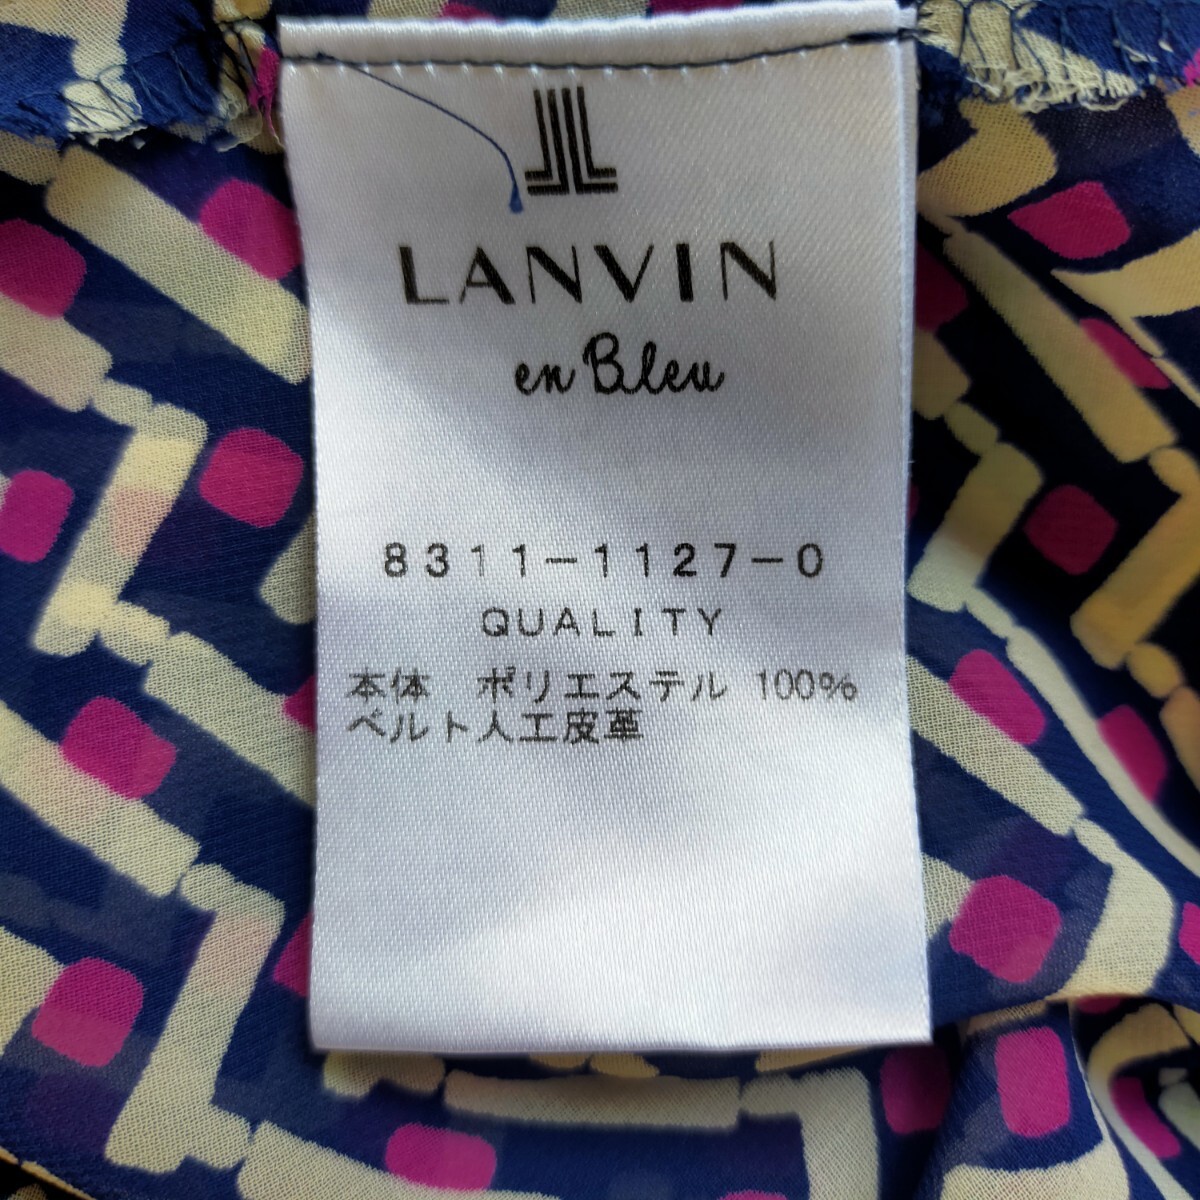 LANVIN
en Bleu
8311-1127-0
QUALITY
本体　ポリエステル 100%
ベルト人工皮革